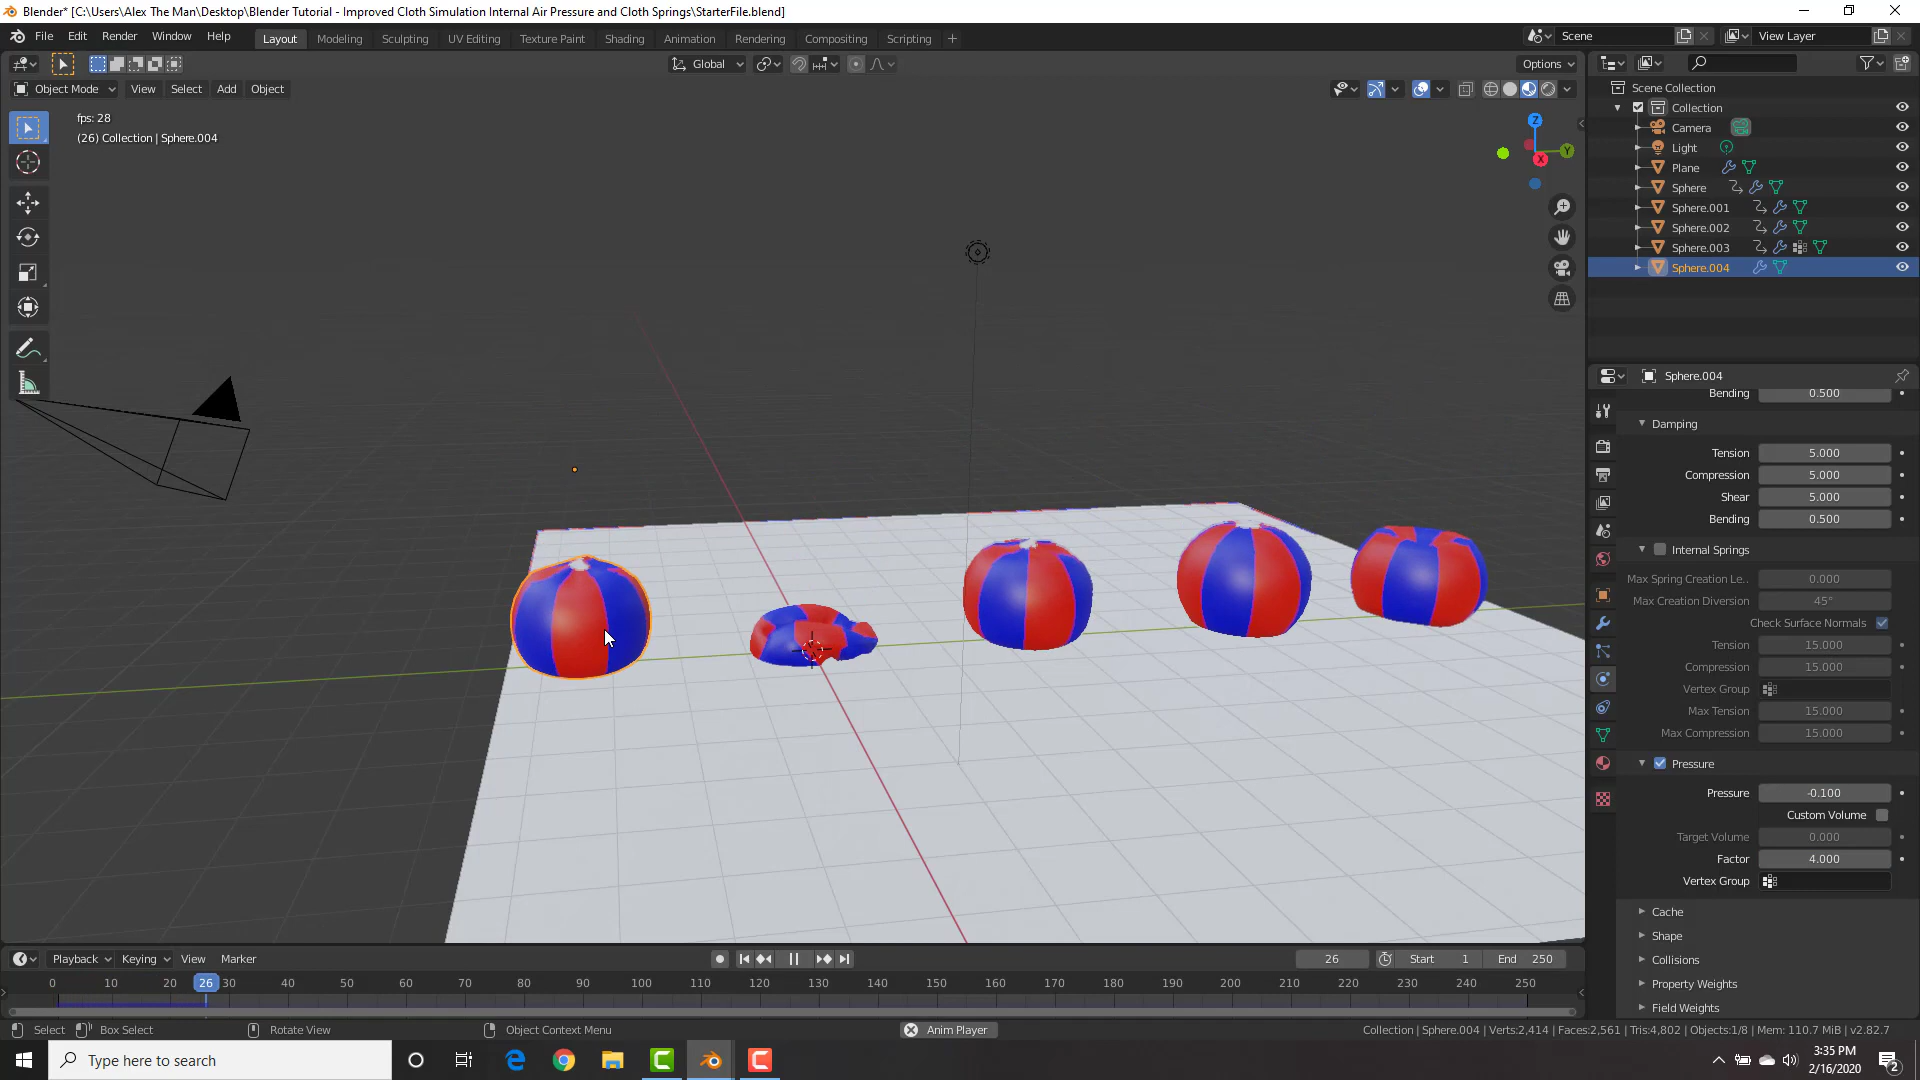 Blender* [C:\Users\Alex The Man\Desktop\Blender Tutorial - Improved Cloth Simulation Internal Air Pressure and Cloth Springs\StarterFile.blend]
File Edit Render Window Help Layout Modeling Sculpting UV Editing Texture Paint Shading Animation Rendering Compositing Scripting + Scene View Layer
Global Options
Object Mode View Select Add Object
fps: 28
(26) Collection | Sphere.004
Z
Y
X
Scene Collection
Collection
Camera
Light
Plane
Sphere
Sphere.001
Sphere.002
Sphere.003
Sphere.004
Sphere.004
Bending 0.500
Damping
Tension 5.000
Compression 5.000
Shear 5.000
Bending 0.500
Internal Springs
Max Spring Creation Le.. 0.000
Max Creation Diversion 45°
Check Surface Normals
Tension 15.000
Compression 15.000
Vertex Group
Max Tension 15.000
Max Compression 15.000
Pressure
Pressure -0.100
Custom Volume
Target Volume 0.000
Factor 4.000
Vertex Group
Cache
Shape
Collisions
Property Weights
Field Weights
Playback Keying View Marker 26 Start 1 End 250
0 10 26 30 40 50 60 70 80 90 100 110 120 130 140 150 160 170 180 190 200 210 220 230 240 250
Select Box Select Rotate View Object Context Menu Anim Player Collection | Sphere.004 | Verts:2,414 | Faces:2,561 | Tris:4,802 | Objects:1/8 | Mem: 110.7 MiB | v2.82.7
Type here to search
3:35 PM
2/16/2020
2